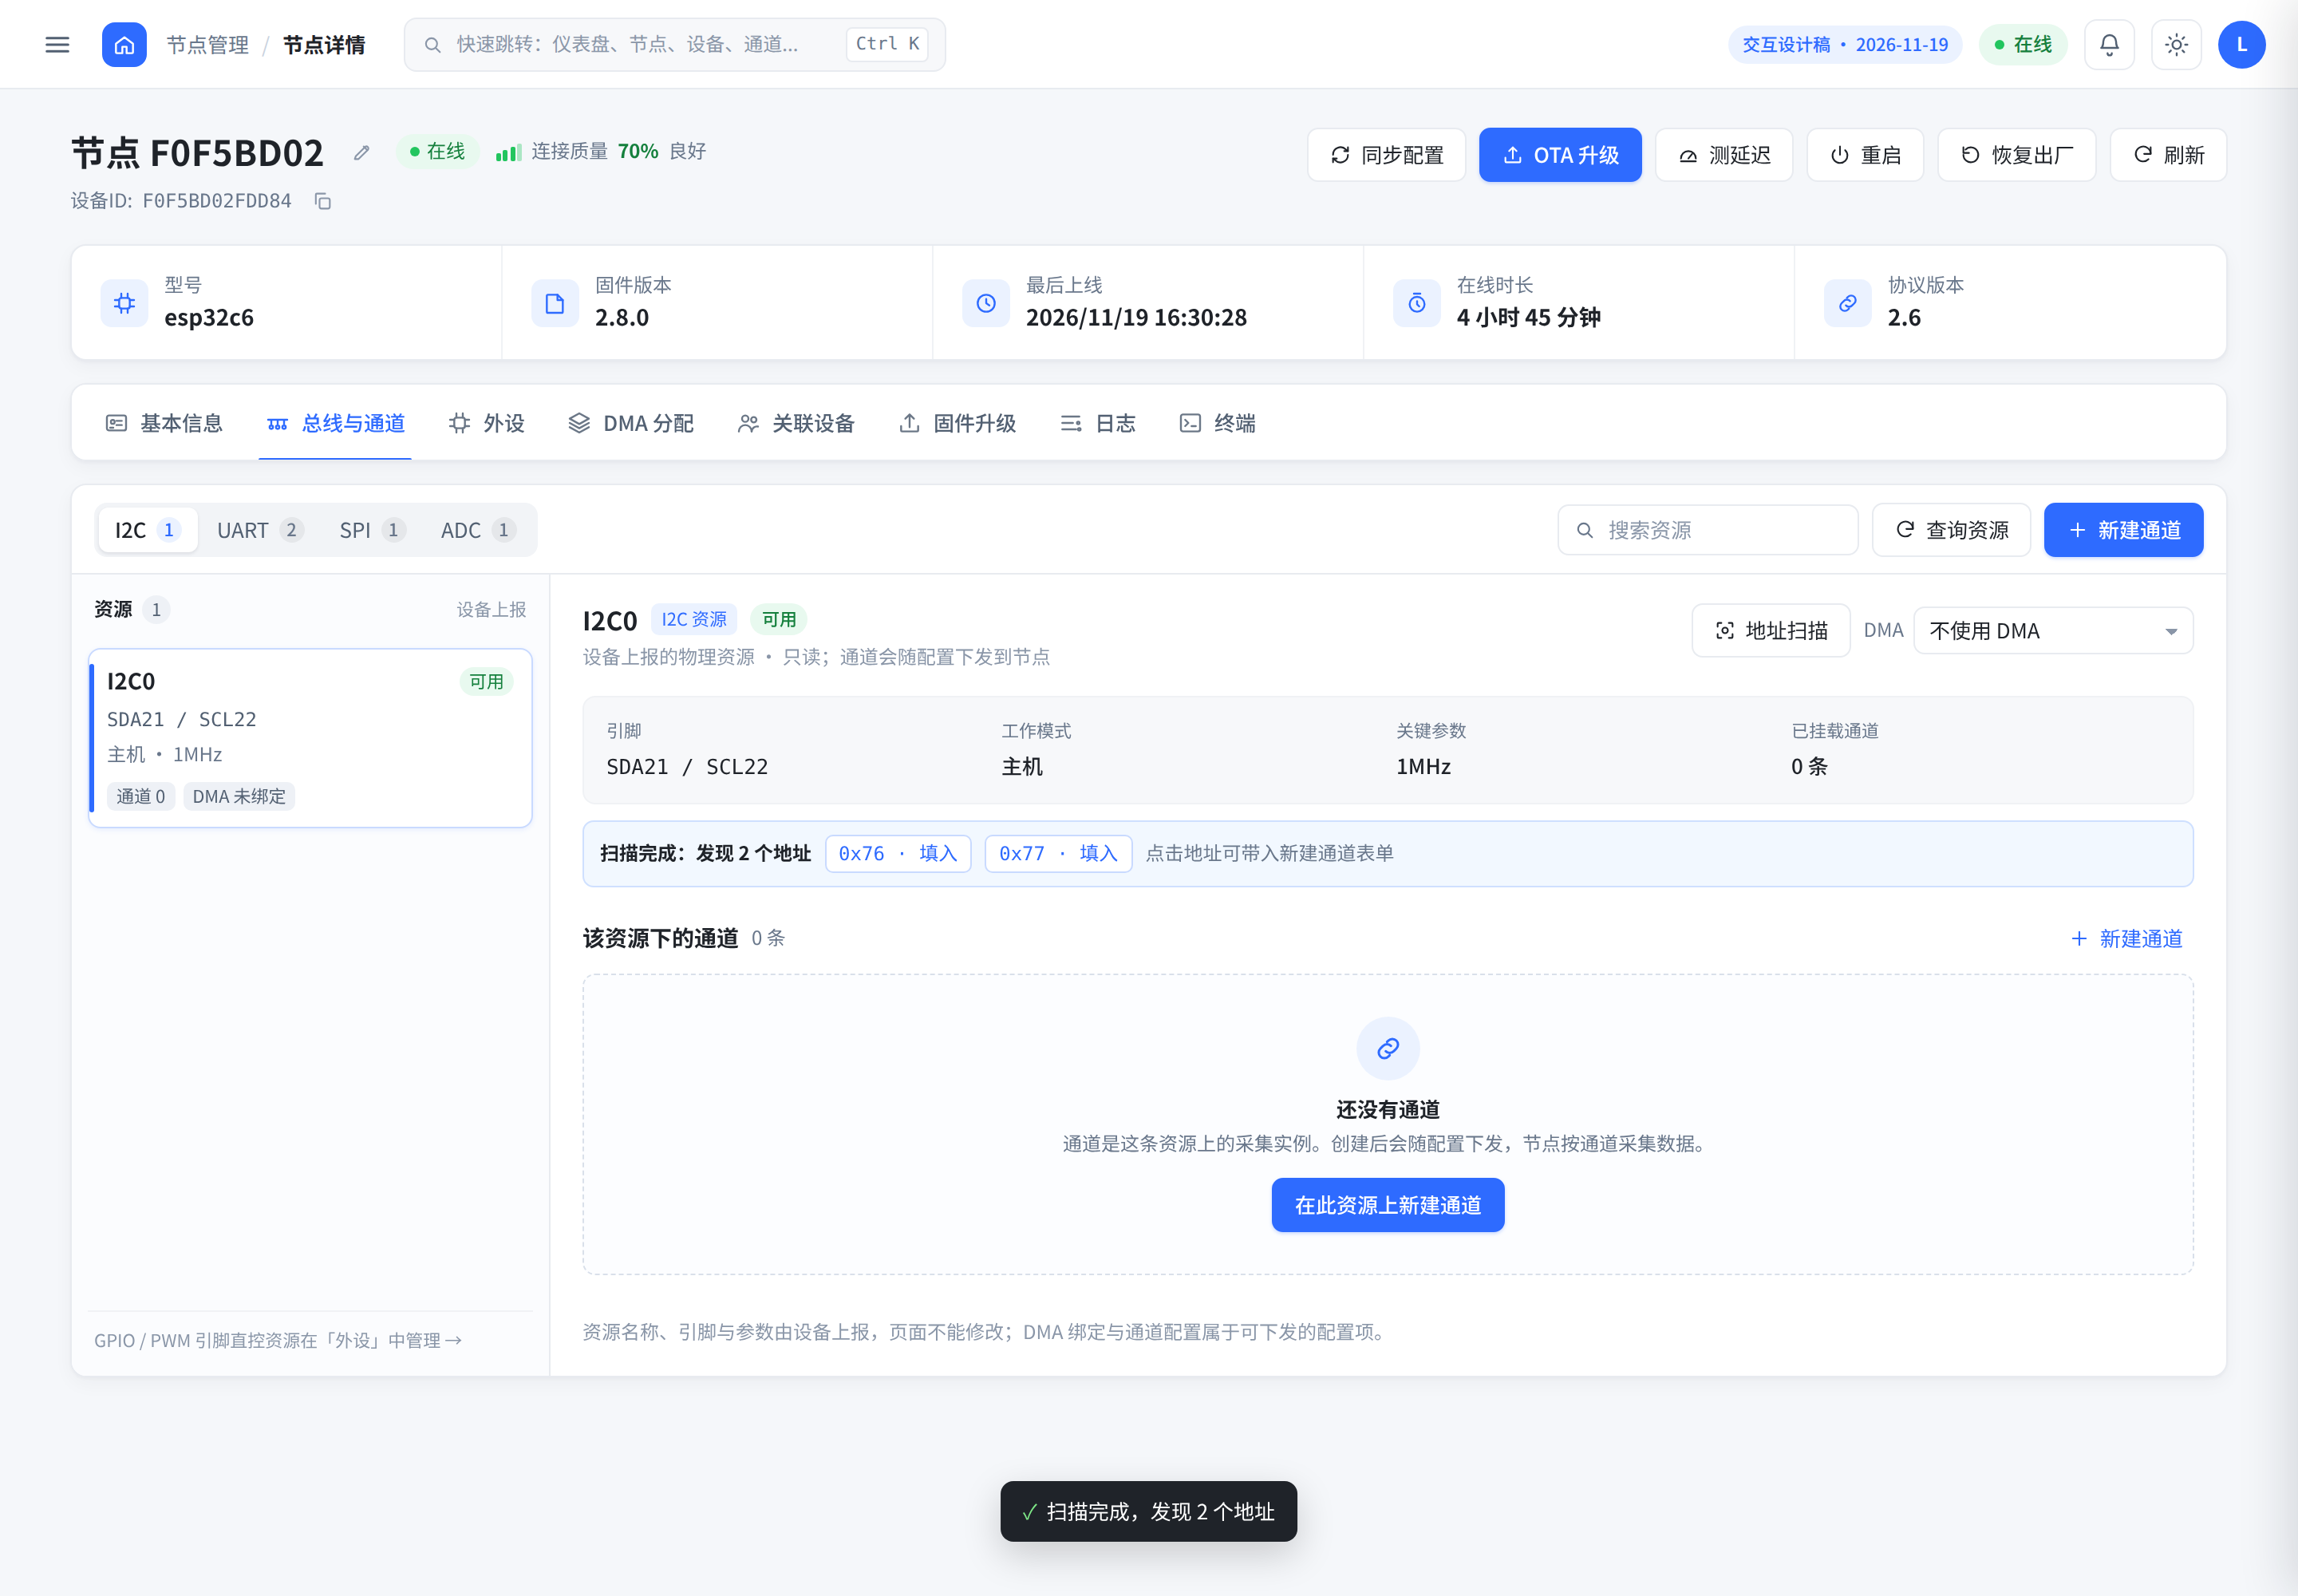 节点管理 / 节点详情
快速跳转：仪表盘、节点、设备、通道... Ctrl K
交互设计稿 • 2026-11-19
在线
L
节点 F0F5BD02
在线
连接质量 70% 良好
设备ID: F0F5BD02FDD84
同步配置
OTA 升级
测延迟
重启
恢复出厂
刷新
型号
esp32c6
固件版本
2.8.0
最后上线
2026/11/19 16:30:28
在线时长
4 小时 45 分钟
协议版本
2.6
基本信息
总线与通道
外设
DMA 分配
关联设备
固件升级
日志
终端
I2C 1
UART 2
SPI 1
ADC 1
搜索资源
查询资源
新建通道
资源 1
设备上报
I2C0
可用
SDA21 / SCL22
主机 • 1MHz
通道 0
DMA 未绑定
GPIO / PWM 引脚直控资源在「外设」中管理 →
I2C0
I2C 资源
可用
设备上报的物理资源 • 只读；通道会随配置下发到节点
地址扫描
DMA
不使用 DMA
引脚
SDA21 / SCL22
工作模式
主机
关键参数
1MHz
已挂载通道
0 条
扫描完成：发现 2 个地址
0x76 · 填入
0x77 · 填入
点击地址可带入新建通道表单
该资源下的通道 0 条
新建通道
还没有通道
通道是这条资源上的采集实例。创建后会随配置下发，节点按通道采集数据。
在此资源上新建通道
资源名称、引脚与参数由设备上报，页面不能修改；DMA 绑定与通道配置属于可下发的配置项。
✓ 扫描完成，发现 2 个地址